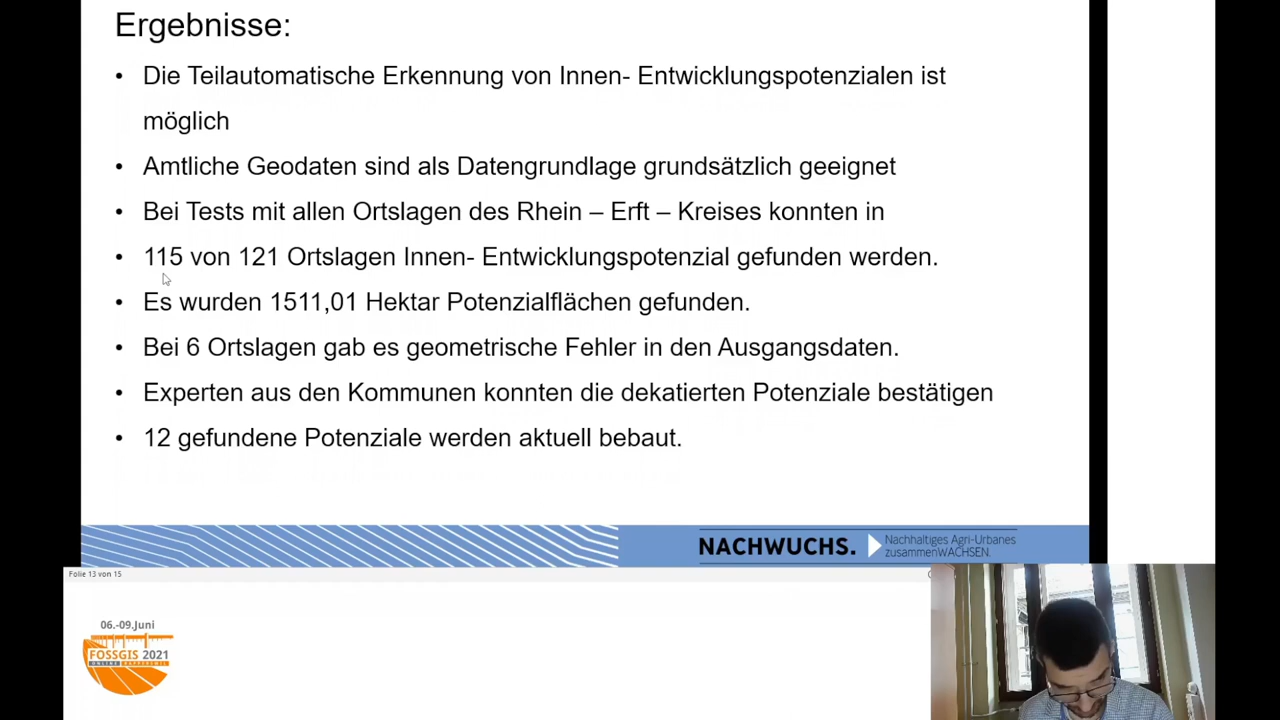 Ergebnisse:
• Die Teilautomatische Erkennung von Innen- Entwicklungspotenzialen ist
möglich
• Amtliche Geodaten sind als Datengrundlage grundsätzlich geeignet
• Bei Tests mit allen Ortslagen des Rhein – Erft – Kreises konnten in
• 115 von 121 Ortslagen Innen- Entwicklungspotenzial gefunden werden.
• Es wurden 1511,01 Hektar Potenzialflächen gefunden.
• Bei 6 Ortslagen gab es geometrische Fehler in den Ausgangsdaten.
• Experten aus den Kommunen konnten die dekatierten Potenziale bestätigen
• 12 gefundene Potenziale werden aktuell bebaut.
NACHWUCHS.
Nachhaltiges Agri-Urbanes
zusammenWACHSEN.
Folie 13 von 15
06.-09.Juni
FOSSGIS 2021
ONLINE RAPPERSWIL